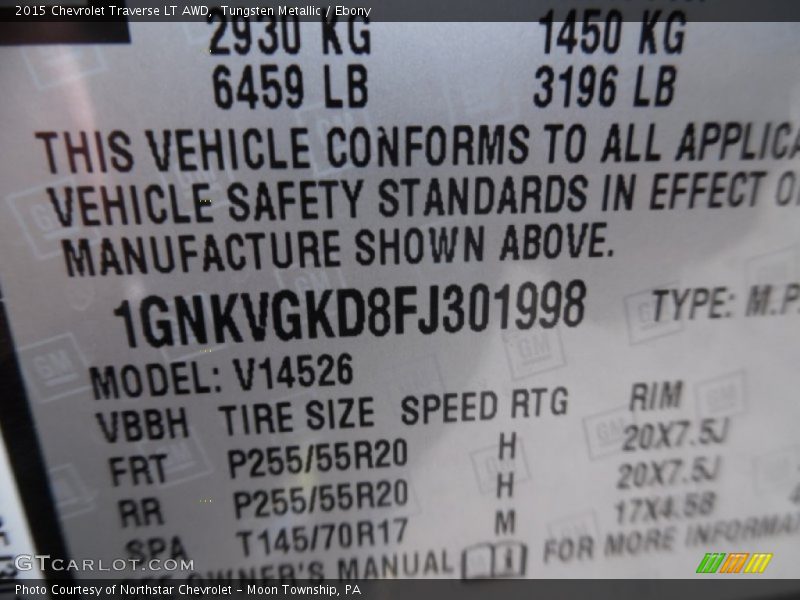 2015 Chevrolet Traverse LT AWD, Tungsten Metallic / Ebony
2930 KG 1450 KG
6459 LB 3196 LB
THIS VEHICLE CONFORMS TO ALL APPLICA
VEHICLE SAFETY STANDARDS IN EFFECT O
MANUFACTURE SHOWN ABOVE.
1GNKVGKD8FJ301998 TYPE: M.P.
MODEL: V14526
VBBH TIRE SIZE SPEED RTG RIM
FRT P255/55R20 H 20X7.5J
RR P255/55R20 H 20X7.5J
SPA T145/70R17 M 17X4.5B
OWNER'S MANUAL FOR MORE INFORMAT
GTCARLOT.COM
Photo Courtesy of Northstar Chevrolet - Moon Township, PA